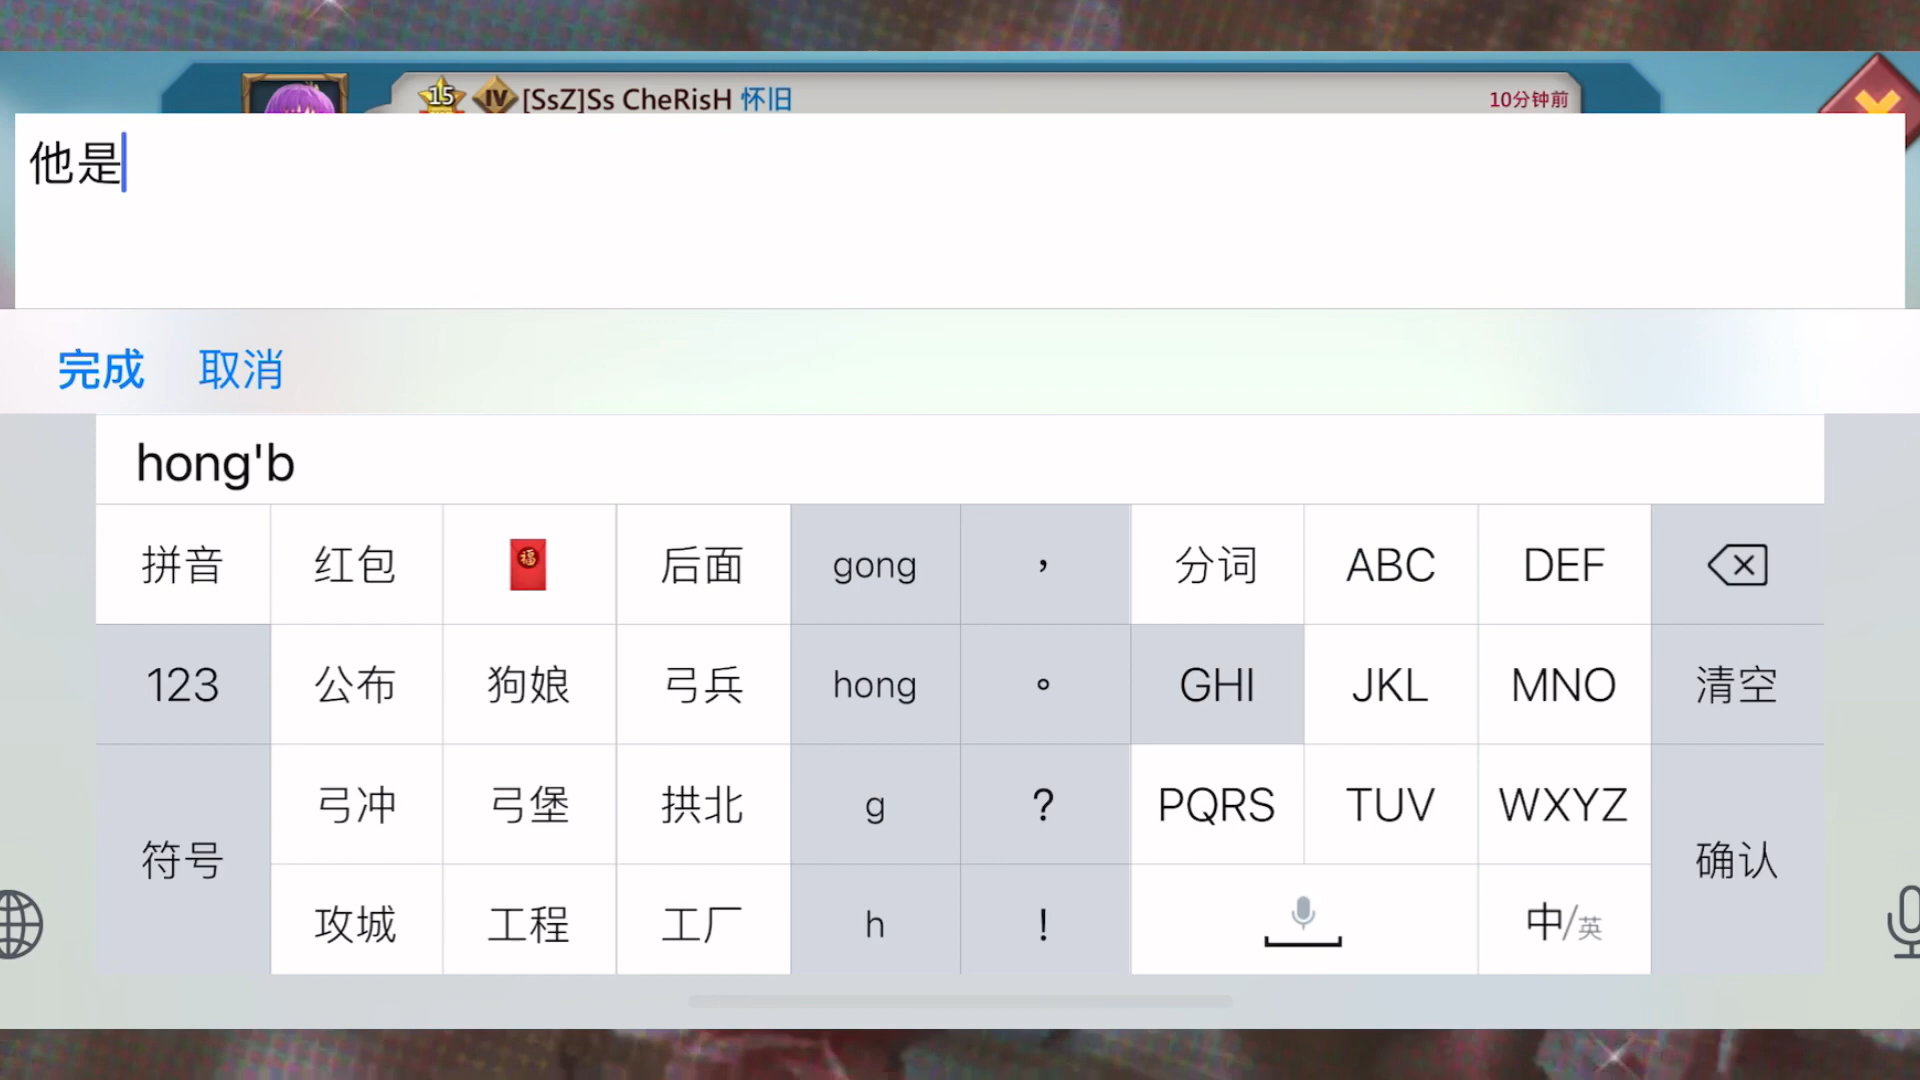 15 IV [SsZ]Ss CheRisH 怀旧 10分钟前
他是
完成 取消
hong'b
拼音 红包 福 后面 gong ， 分词 ABC DEF
123 公布 狗娘 弓兵 hong 。 GHI JKL MNO 清空
弓冲 弓堡 拱北 g ? PQRS TUV WXYZ
符号 确认
攻城 工程 工厂 h ! 中/英